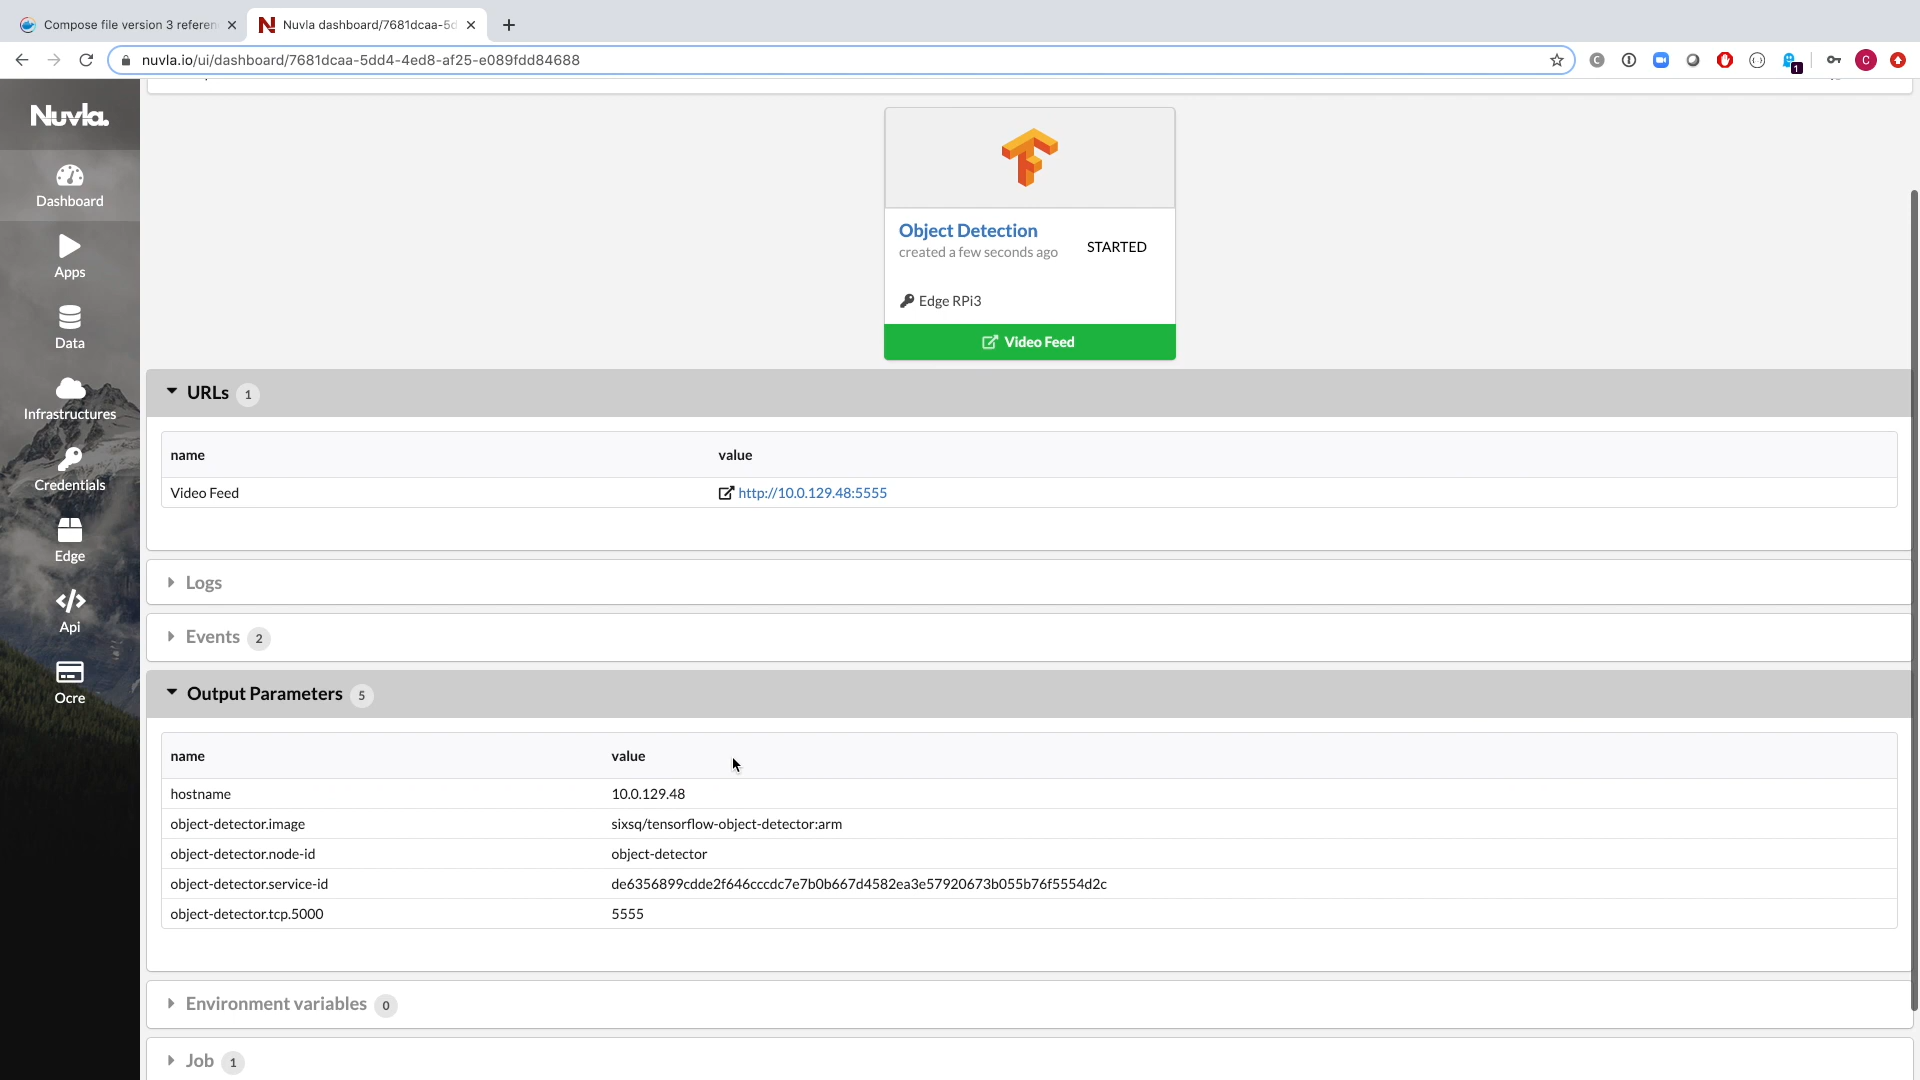 Compose file version 3 referen
Nuvla dashboard/7681dcaa-5d
nuvla.io/ui/dashboard/7681dcaa-5dd4-4ed8-af25-e089fdd84688
1
C
Nuvla.
Dashboard
Apps
Data
Infrastructures
Credentials
Edge
Api
Ocre
Object Detection
created a few seconds ago
STARTED
Edge RPi3
Video Feed
URLs 1
name value
Video Feed http://10.0.129.48:5555
Logs
Events 2
Output Parameters 5
name value
hostname 10.0.129.48
object-detector.image sixsq/tensorflow-object-detector:arm
object-detector.node-id object-detector
object-detector.service-id de6356899cdde2f646cccdc7e7b0b667d4582ea3e57920673b055b76f5554d2c
object-detector.tcp.5000 5555
Environment variables 0
Job 1